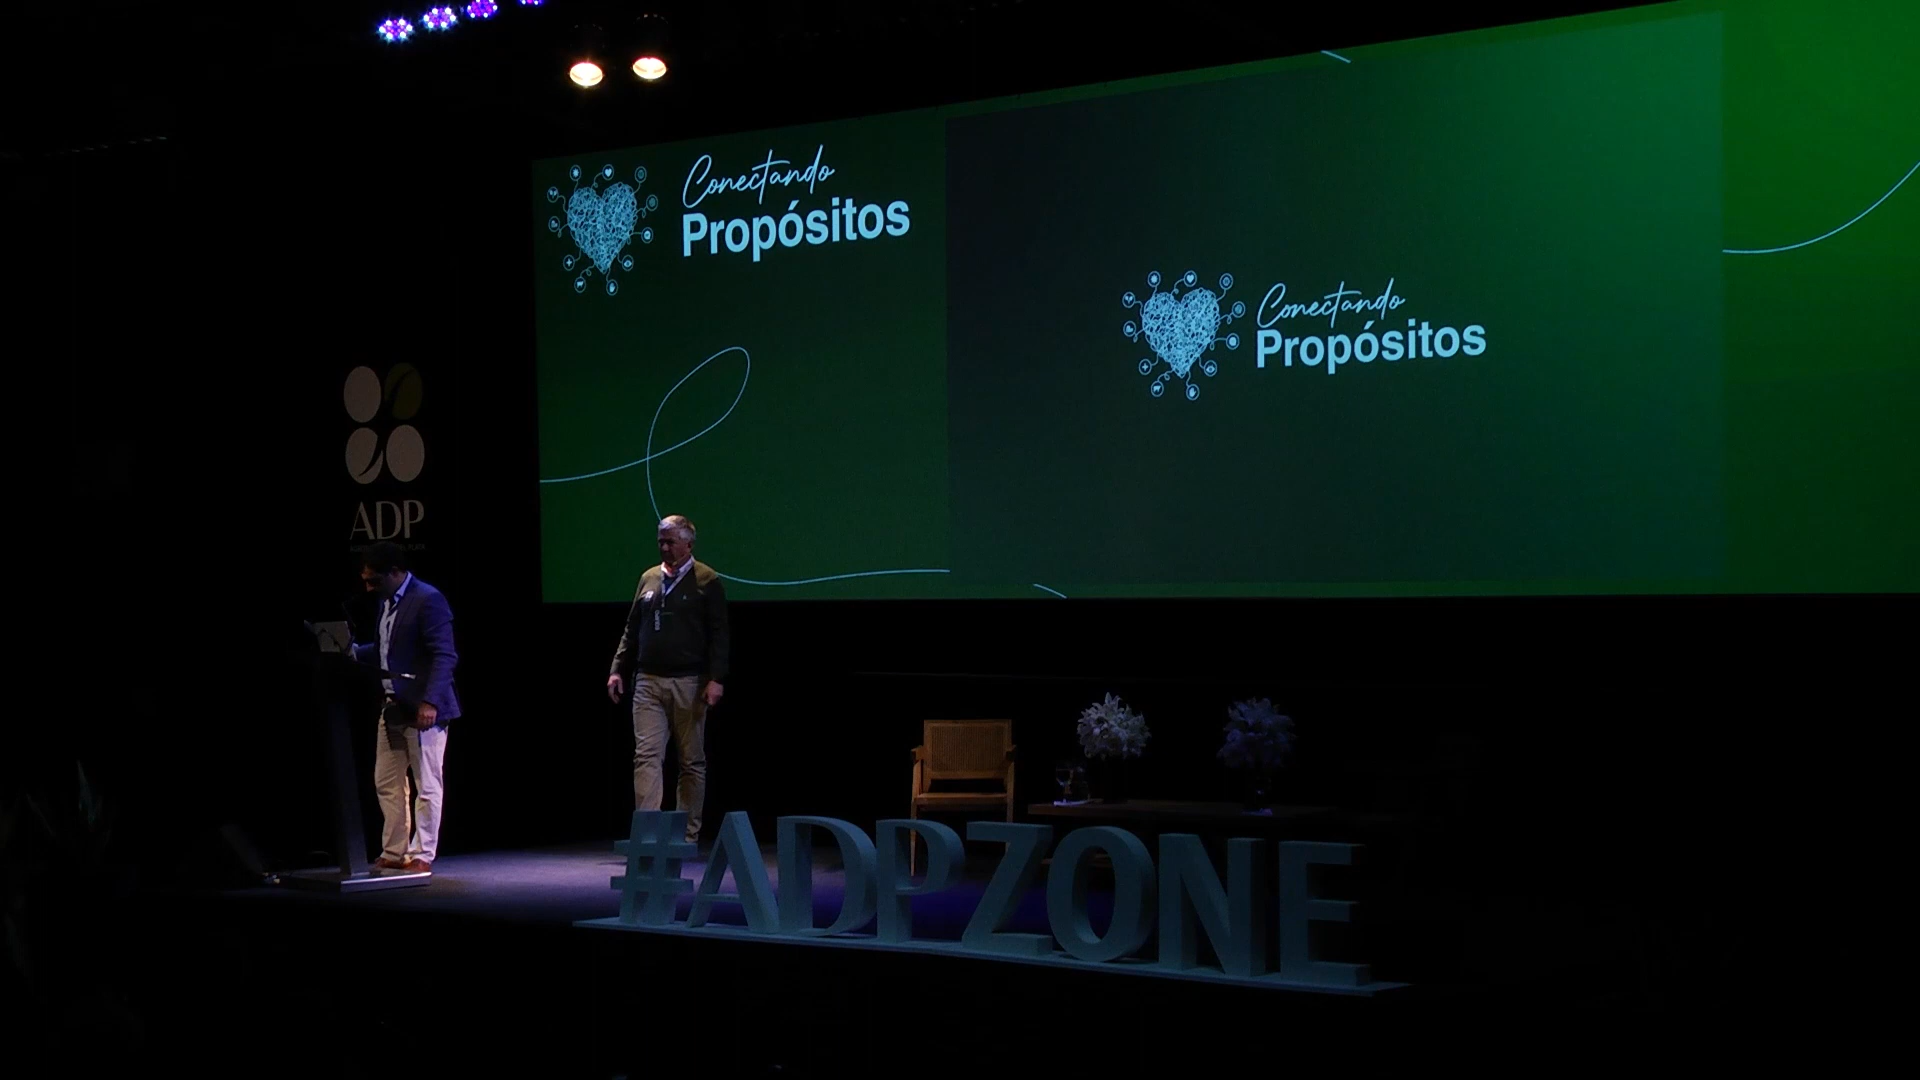 Conectando
Propósitos
Conectando
Propósitos
ADP
#ADPZONE